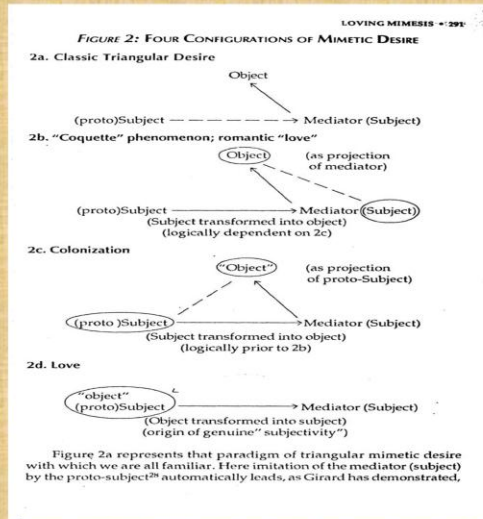 LOVING MIMESIS • 291
FIGURE 2: FOUR CONFIGURATIONS OF MIMETIC DESIRE
2a. Classic Triangular Desire
Object
(proto)Subject Mediator (Subject)
2b. "Coquette" phenomenon; romantic "love"
Object (as projection
of mediator)
(proto)Subject Mediator (Subject)
(Subject transformed into object)
(logically dependent on 2c)
2c. Colonization
"Object" (as projection
of proto-Subject)
(proto )Subject Mediator (Subject)
(Subject transformed into object)
(logically prior to 2b)
2d. Love
"object"
(proto)Subject Mediator (Subject)
(Object transformed into subject)
(origin of genuine" subjectivity")
Figure 2a represents that paradigm of triangular mimetic desire
with which we are all familiar. Here imitation of the mediator (subject)
by the proto-subject²⁸ automatically leads, as Girard has demonstrated,